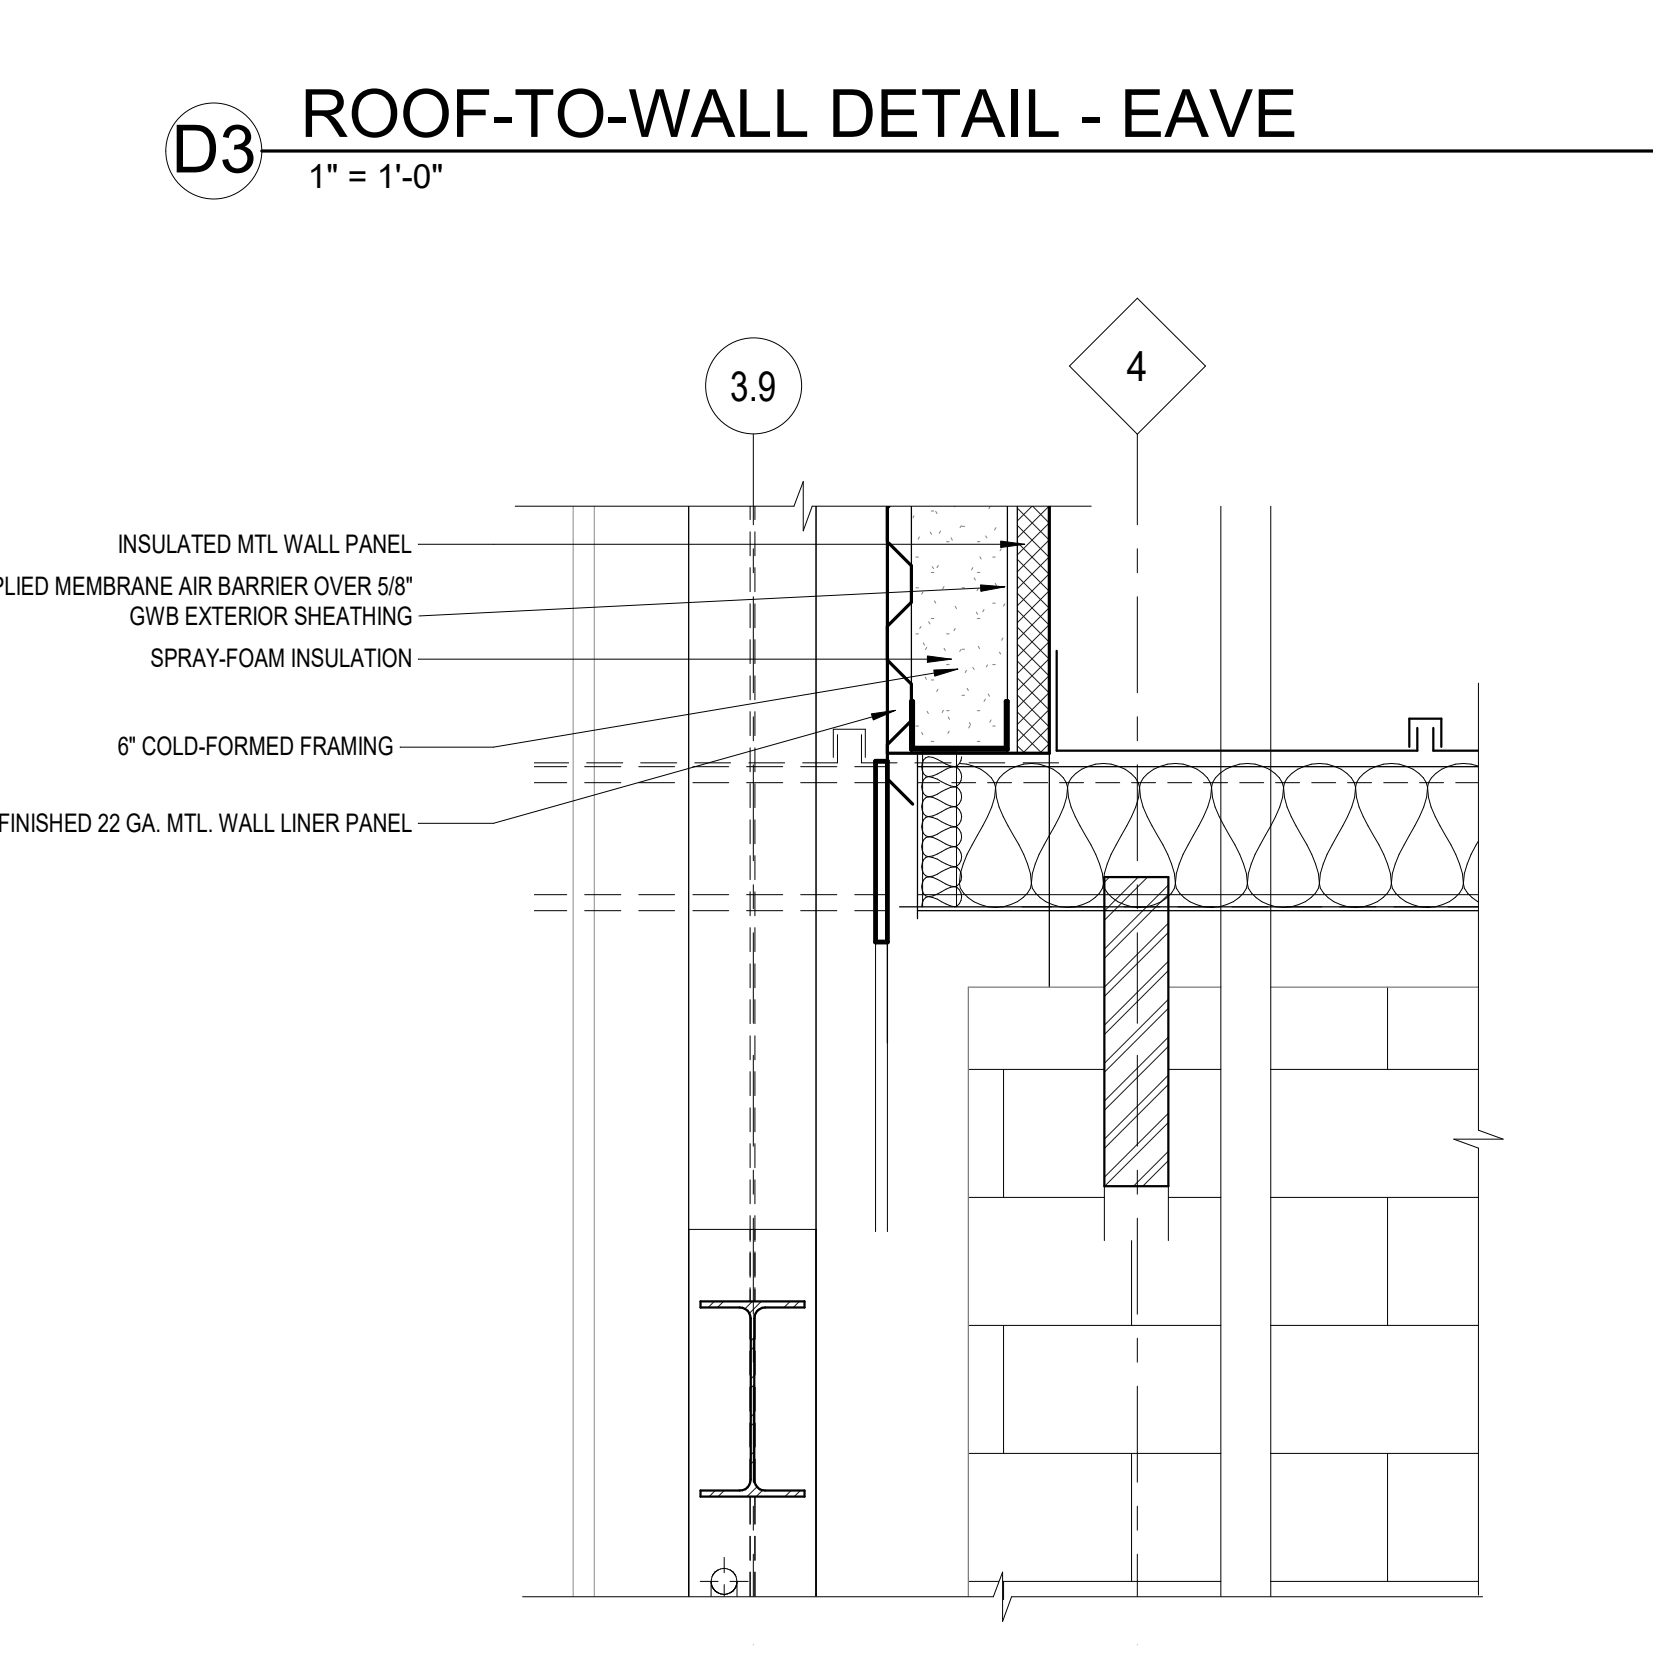 D3
ROOF-TO-WALL DETAIL - EAVE
1" = 1'-0"
3.9
4
INSULATED MTL WALL PANEL
MEMBRANE AIR BARRIER OVER 5/8"
GWB EXTERIOR SHEATHING
SPRAY-FOAM INSULATION
6" COLD-FORMED FRAMING
FINISHED 22 GA. MTL. WALL LINER PANEL